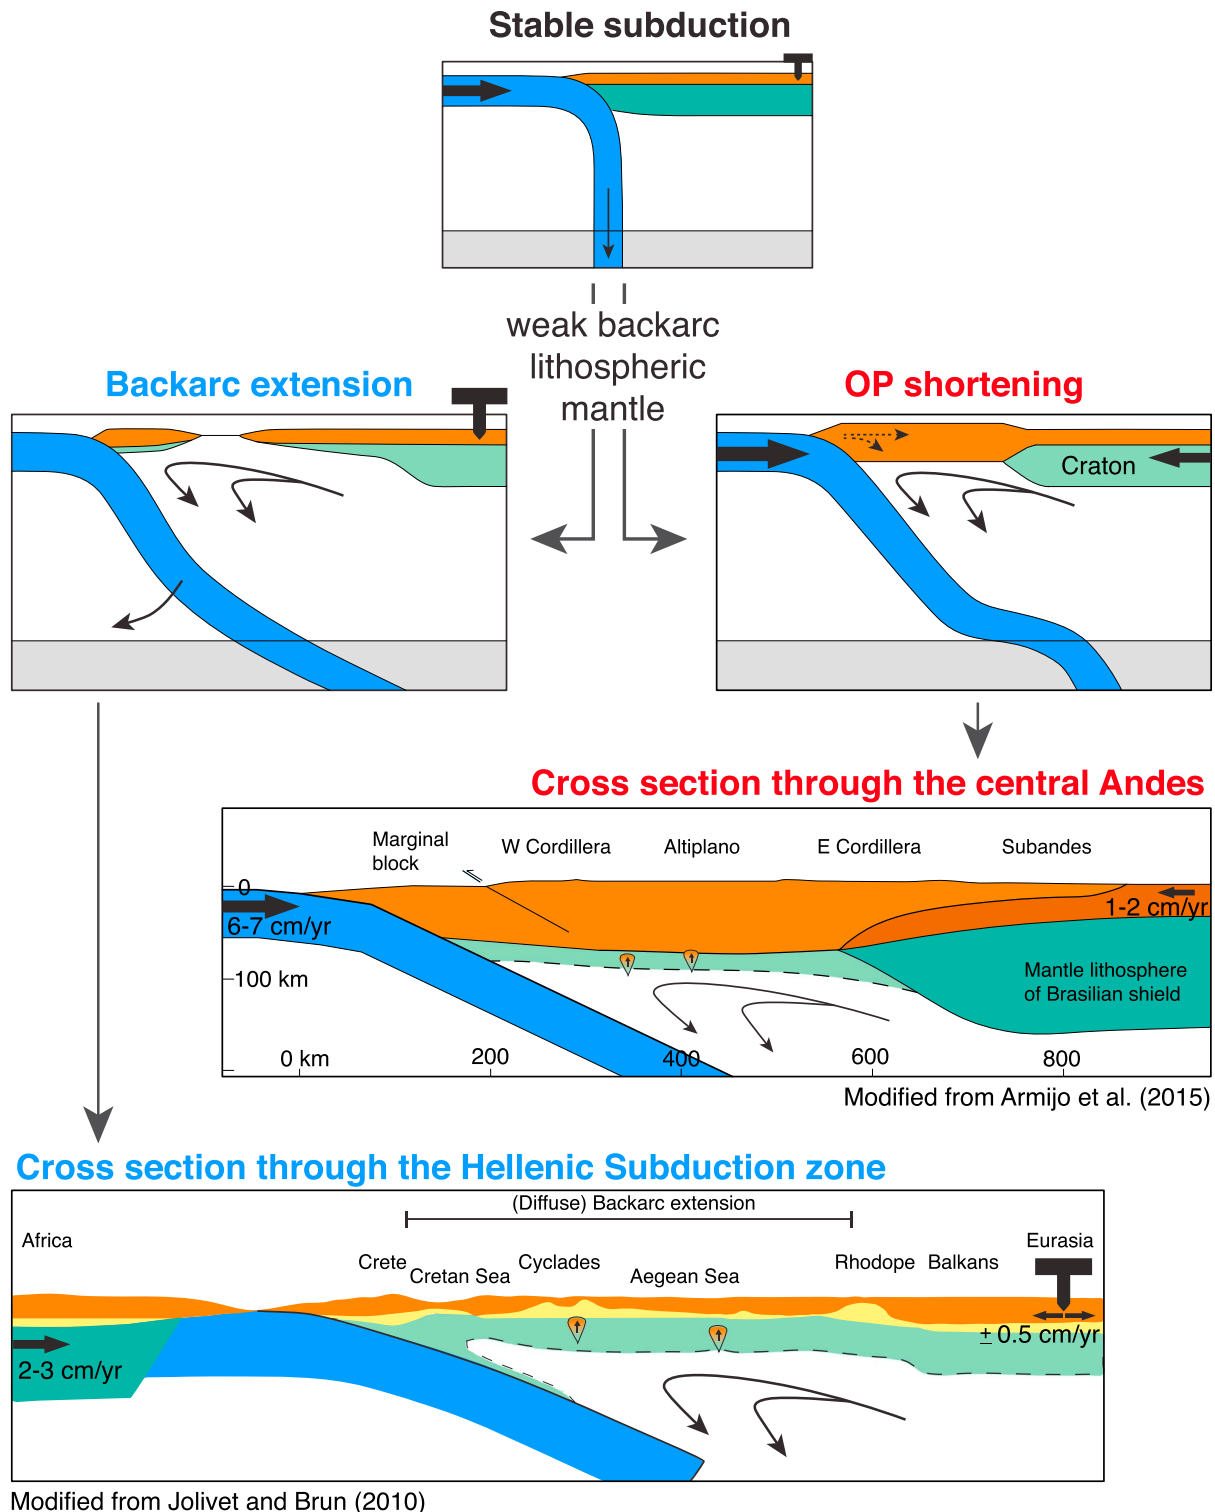 Stable subduction
weak backarc
lithospheric
mantle
Backarc extension
OP shortening
Craton
Cross section through the central Andes
Marginal
block
W Cordillera
Altiplano
E Cordillera
Subandes
0
6-7 cm/yr
1-2 cm/yr
100 km
Mantle lithosphere
of Brasilian shield
0 km
200
400
600
800
Modified from Armijo et al. (2015)
Cross section through the Hellenic Subduction zone
(Diffuse) Backarc extension
Africa
Crete
Cretan Sea
Cyclades
Aegean Sea
Rhodope
Balkans
Eurasia
± 0.5 cm/yr
2-3 cm/yr
Modified from Jolivet and Brun (2010)